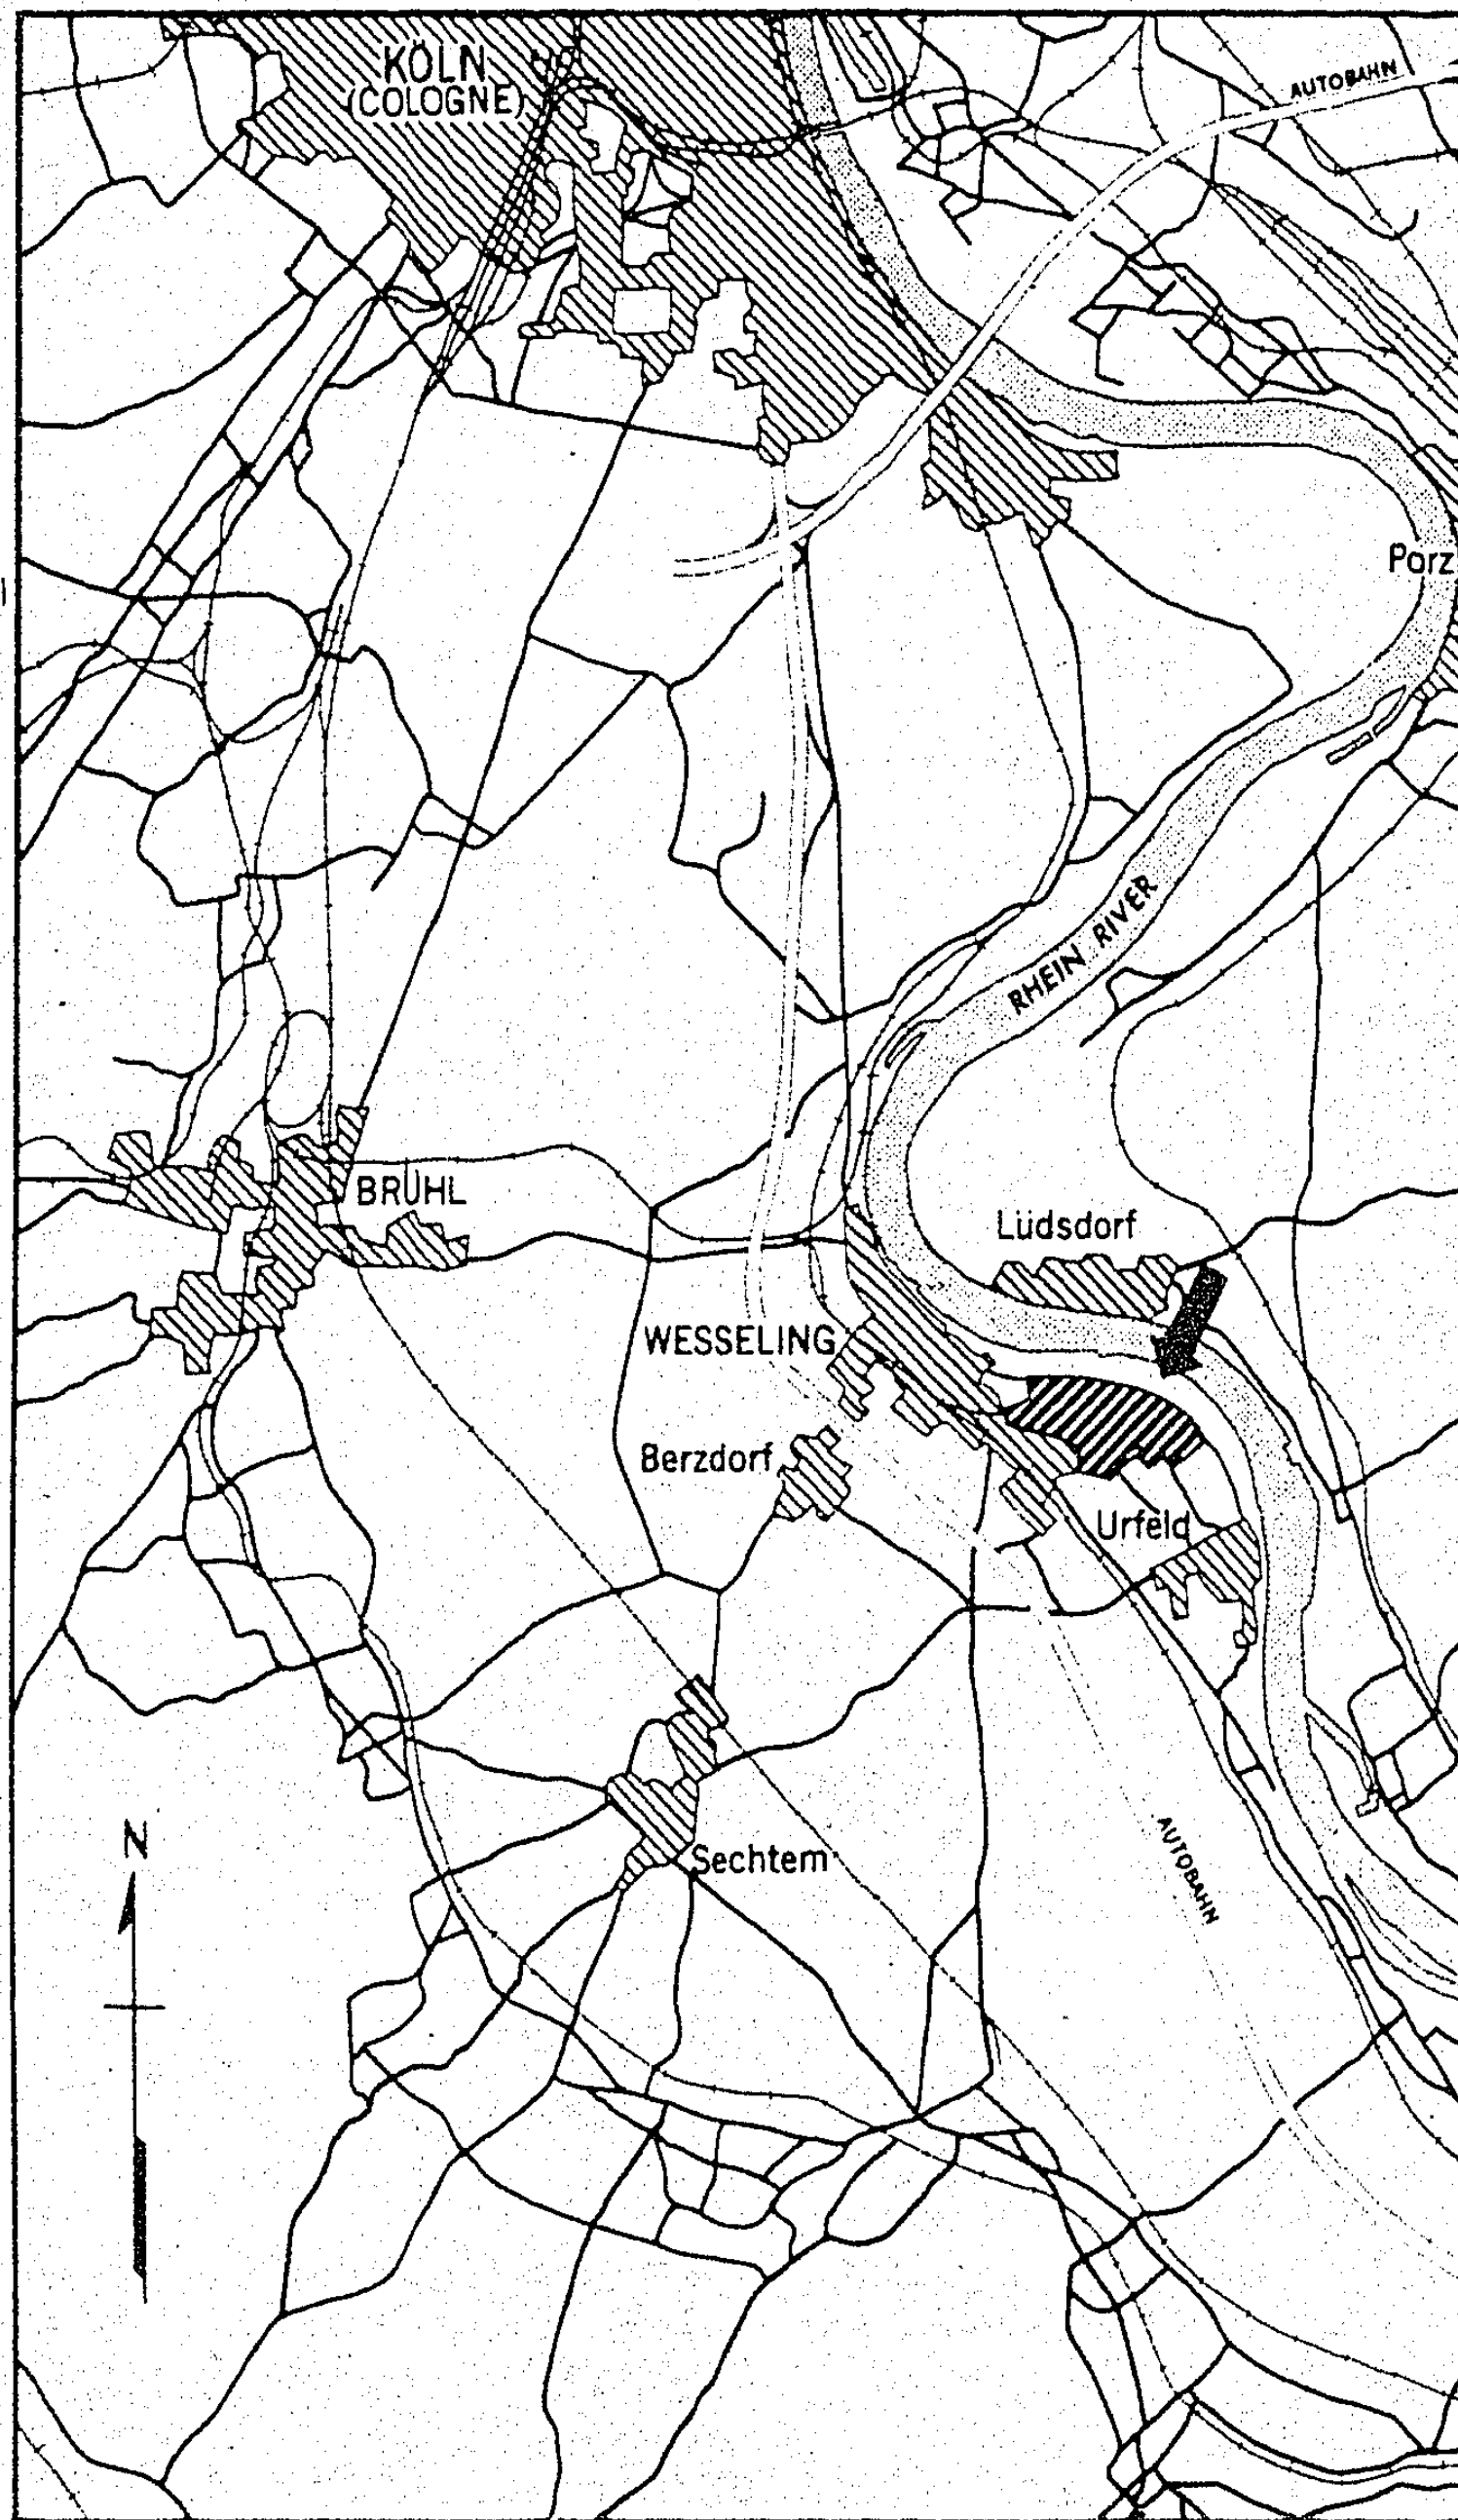 KÖLN
(COLOGNE)
AUTOBAHN
Porz
RHEIN RIVER
BRÜHL
Lüdsdorf
WESSELING
Berzdorf
Urfeld
N
Sechtem
AUTOBAHN